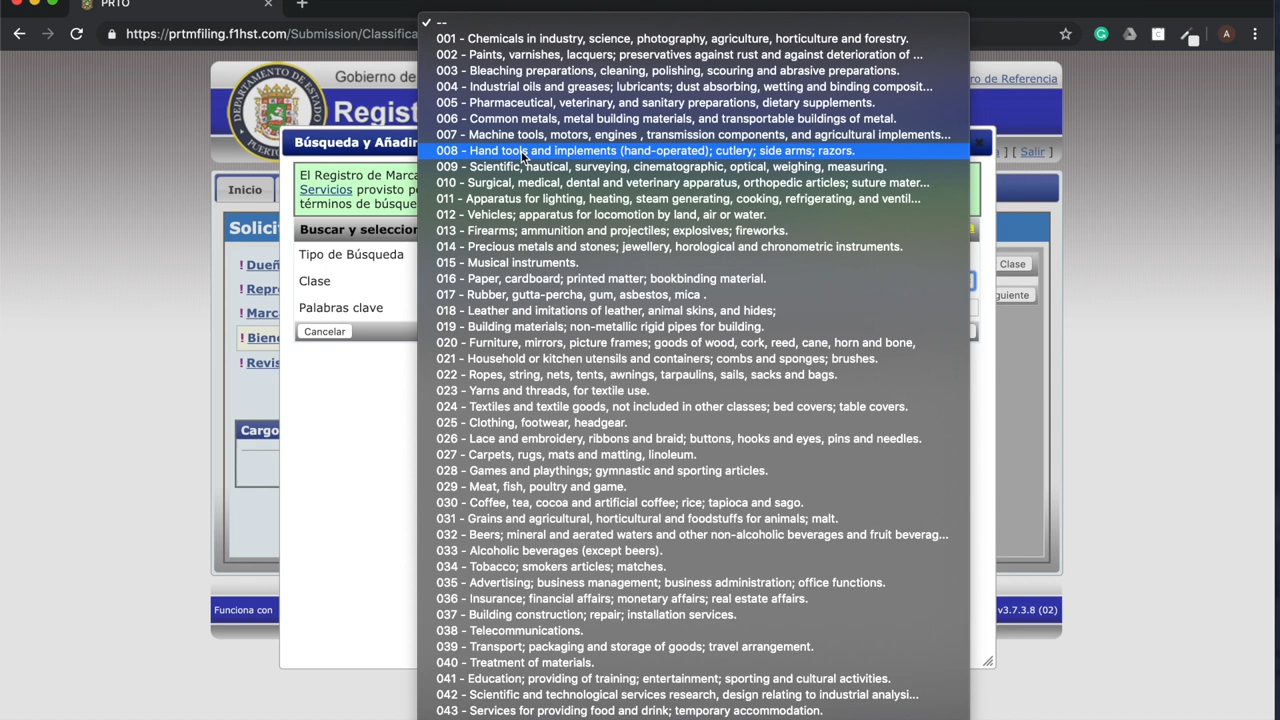 PRTO
https://prtmfiling.f1hst.com/Submission/Classifica
A
Gobierno de
Regist
ro de Referencia
DEPARTAMENTO DE
PUERTO RICO
] [ Salir ]
Inicio
Solici
! Dueñ
! Repr
! Marc
! Bien
! Revis
Cargo
Clase
guiente
Funciona con
v3.7.3.8 (02)
Búsqueda y Añadi
El Registro de Marca
Servicios provisto p
términos de búsque
Buscar y seleccion
Tipo de Búsqueda
Clase
Palabras clave
Cancelar
✓ --
001 - Chemicals in industry, science, photography, agriculture, horticulture and forestry.
002 - Paints, varnishes, lacquers; preservatives against rust and against deterioration of ...
003 - Bleaching preparations, cleaning, polishing, scouring and abrasive preparations.
004 - Industrial oils and greases; lubricants; dust absorbing, wetting and binding composit...
005 - Pharmaceutical, veterinary, and sanitary preparations, dietary supplements.
006 - Common metals, metal building materials, and transportable buildings of metal.
007 - Machine tools, motors, engines , transmission components, and agricultural implements...
008 - Hand tools and implements (hand-operated); cutlery; side arms; razors.
009 - Scientific, nautical, surveying, cinematographic, optical, weighing, measuring.
010 - Surgical, medical, dental and veterinary apparatus, orthopedic articles; suture mater...
011 - Apparatus for lighting, heating, steam generating, cooking, refrigerating, and ventil...
012 - Vehicles; apparatus for locomotion by land, air or water.
013 - Firearms; ammunition and projectiles; explosives; fireworks.
014 - Precious metals and stones; jewellery, horological and chronometric instruments.
015 - Musical instruments.
016 - Paper, cardboard; printed matter; bookbinding material.
017 - Rubber, gutta-percha, gum, asbestos, mica .
018 - Leather and imitations of leather, animal skins, and hides;
019 - Building materials; non-metallic rigid pipes for building.
020 - Furniture, mirrors, picture frames; goods of wood, cork, reed, cane, horn and bone,
021 - Household or kitchen utensils and containers; combs and sponges; brushes.
022 - Ropes, string, nets, tents, awnings, tarpaulins, sails, sacks and bags.
023 - Yarns and threads, for textile use.
024 - Textiles and textile goods, not included in other classes; bed covers; table covers.
025 - Clothing, footwear, headgear.
026 - Lace and embroidery, ribbons and braid; buttons, hooks and eyes, pins and needles.
027 - Carpets, rugs, mats and matting, linoleum.
028 - Games and playthings; gymnastic and sporting articles.
029 - Meat, fish, poultry and game.
030 - Coffee, tea, cocoa and artificial coffee; rice; tapioca and sago.
031 - Grains and agricultural, horticultural and foodstuffs for animals; malt.
032 - Beers; mineral and aerated waters and other non-alcoholic beverages and fruit beverag...
033 - Alcoholic beverages (except beers).
034 - Tobacco; smokers articles; matches.
035 - Advertising; business management; business administration; office functions.
036 - Insurance; financial affairs; monetary affairs; real estate affairs.
037 - Building construction; repair; installation services.
038 - Telecommunications.
039 - Transport; packaging and storage of goods; travel arrangement.
040 - Treatment of materials.
041 - Education; providing of training; entertainment; sporting and cultural activities.
042 - Scientific and technological services research, design relating to industrial analysi...
043 - Services for providing food and drink; temporary accommodation.